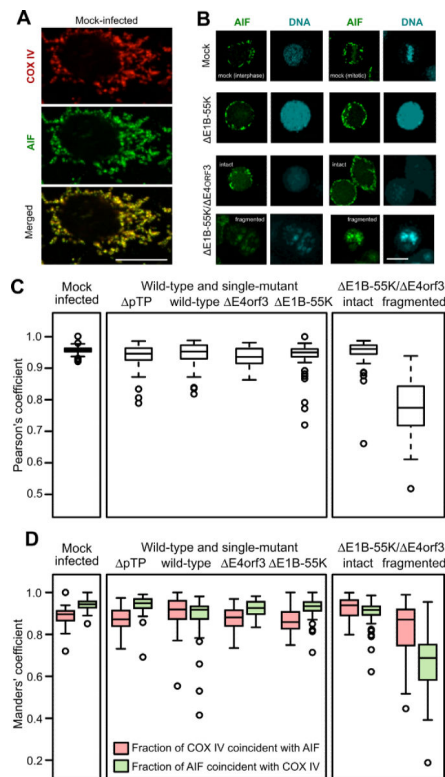 A
Mock-infected
COX IV
AIF
Merged
B
AIF DNA AIF DNA
Mock
mock (interphase)
mock (mitotic)
ΔE1B-55K
ΔE1B-55K/ΔE4ORF3
intact
intact
fragmented
fragmented
C
Mock infected
Wild-type and single-mutant
ΔpTP wild-type ΔE4orf3 ΔE1B-55K
ΔE1B-55K/ΔE4orf3
intact fragmented
Pearson's coefficient
1.0
0.9
0.8
0.7
0.6
0.5
D
Mock infected
Wild-type and single-mutant
ΔpTP wild-type ΔE4orf3 ΔE1B-55K
ΔE1B-55K/ΔE4orf3
intact fragmented
Manders' coefficient
1.0
0.8
0.6
0.4
0.2
Fraction of COX IV coincident with AIF
Fraction of AIF coincident with COX IV